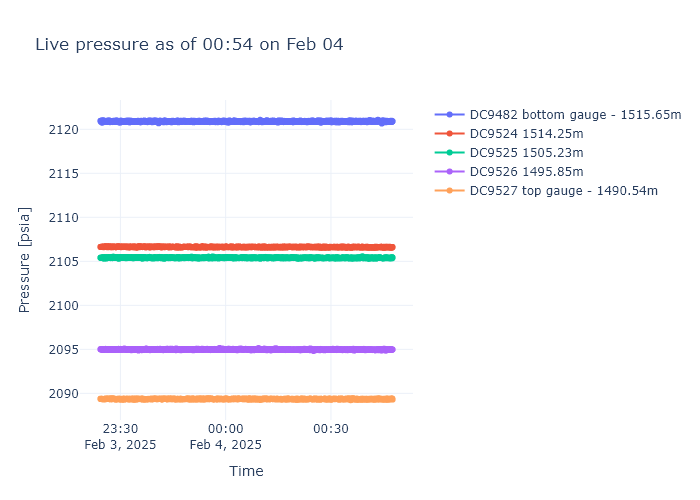 Live pressure as of 00:54 on Feb 04
DC9482 bottom gauge - 1515.65m
DC9524 1514.25m
DC9525 1505.23m
DC9526 1495.85m
DC9527 top gauge - 1490.54m
Pressure [psia]
2120
2115
2110
2105
2100
2095
2090
23:30 00:00 00:30
Feb 3, 2025 Feb 4, 2025
Time